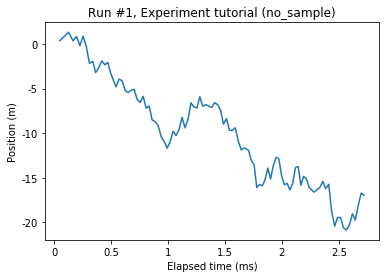 Run #1, Experiment tutorial (no_sample)
Position (m)
0
-5
-10
-15
-20
0 0.5 1 1.5 2 2.5
Elapsed time (ms)